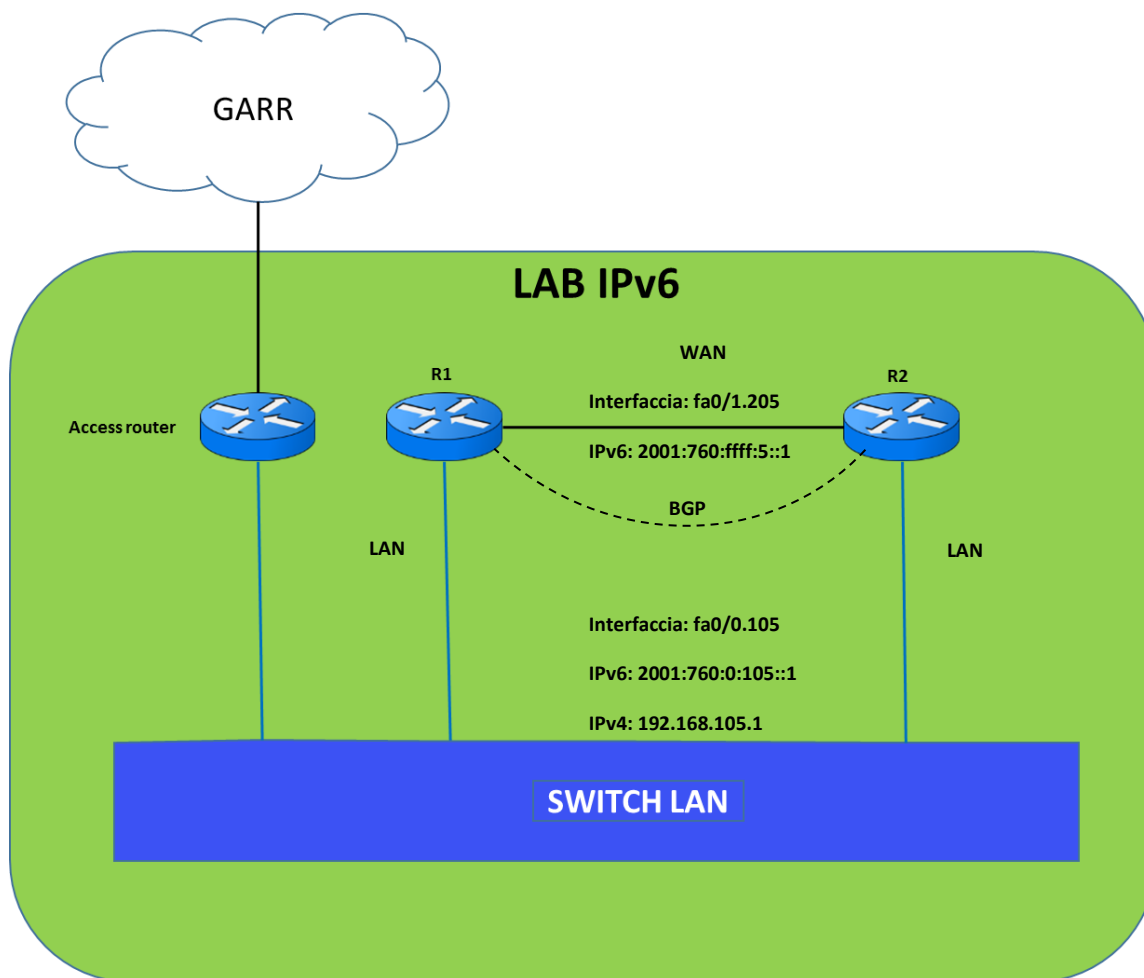 GARR
LAB IPv6
WAN
R1
R2
Interfaccia: fa0/1.205
Access router
IPv6: 2001:760:ffff:5::1
BGP
LAN
LAN
Interfaccia: fa0/0.105
IPv6: 2001:760:0:105::1
IPv4: 192.168.105.1
SWITCH LAN